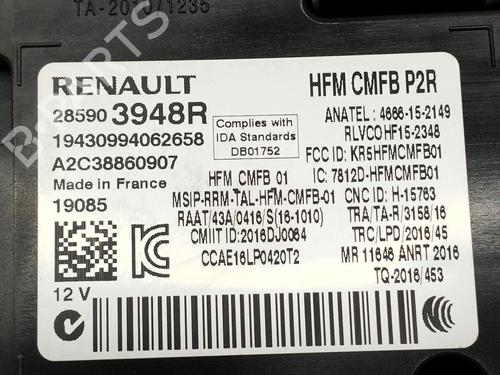 TA-2010/1235
RENAULT
HFM CMFB P2R
28590 3948R
19430994062658
A2C38860907
Made in France
19085
Complies with
IDA Standards
DB01752
ANATEL : 4666-15-2149
RLVCOHF15-2348
FCC ID: KR5HFMCMFB01
IC: 7812D-HFMCMFB01
CNC ID: H-15763
TRA/TA-R/3158/16
TRC/LPD/2016/45
MR 11646 ANRT 2016
TQ-2016/453
HFM CMFB 01
MSIP-RRM-TAL-HFM-CMFB-01
RAAT/43A/0416/S(16-1010)
CMIIT ID: 2016DJ0064
CCAE16LP0420T2
12 V